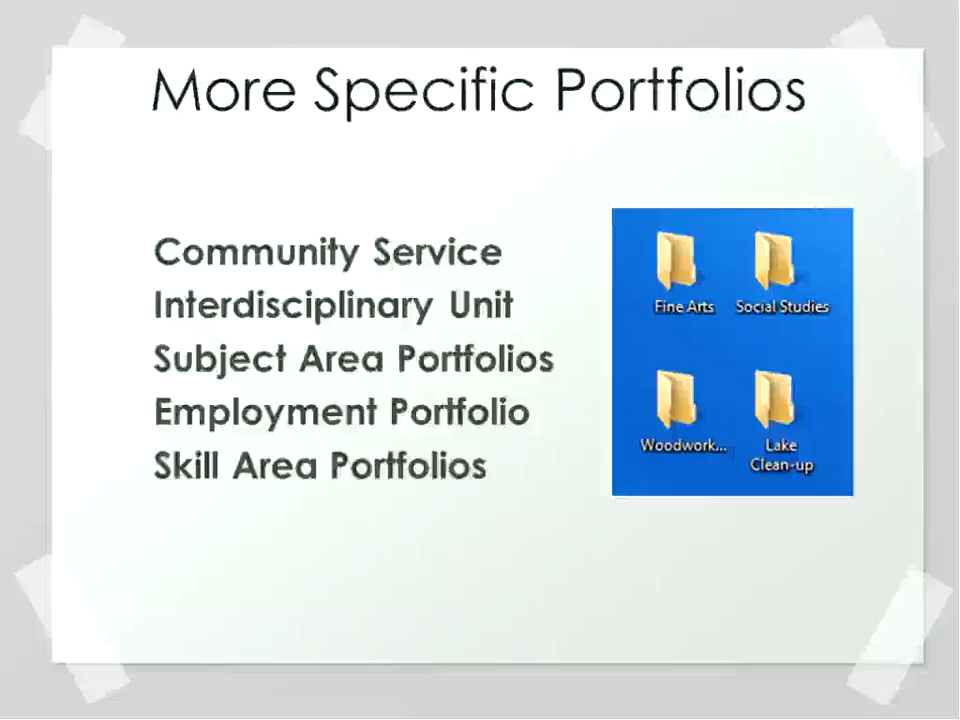 More Specific Portfolios
Community Service
Interdisciplinary Unit
Subject Area Portfolios
Employment Portfolio
Skill Area Portfolios
Fine Arts
Social Studies
Woodwork...
Lake
Clean-up